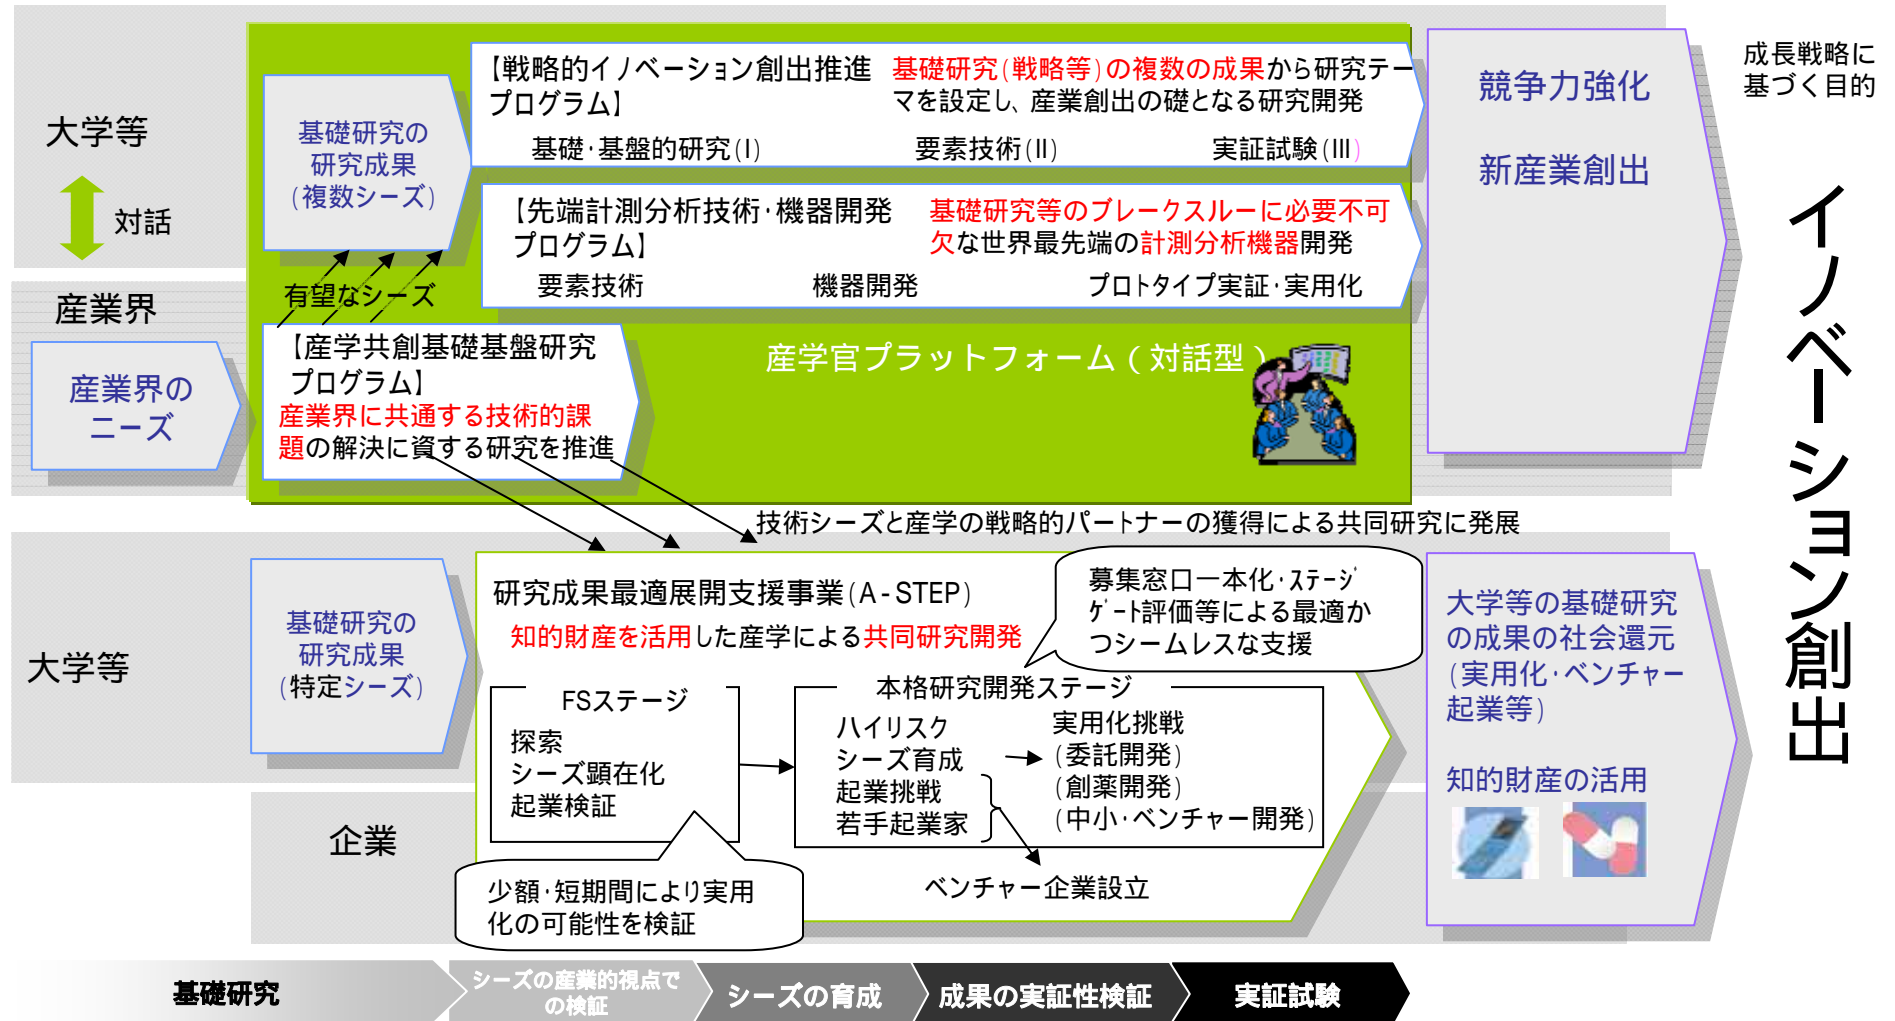 大学等
対話
産業界
産業界の
ニーズ
基礎研究の
研究成果
(複数シーズ)
【戦略的イノベーション創出推進
プログラム】
基礎研究(戦略等)の複数の成果から研究テー
マを設定し、産業創出の礎となる研究開発
基礎・基盤的研究(Ⅰ)
要素技術(Ⅱ)
実証試験(Ⅲ)
【先端計測分析技術・機器開発
プログラム】
基礎研究等のブレークスルーに必要不可
欠な世界最先端の計測分析機器開発
要素技術
機器開発
プロトタイプ実証・実用化
有望なシーズ
【産学共創基礎基盤研究
プログラム】
産業界に共通する技術的課
題の解決に資する研究を推進
産学官プラットフォーム(対話型)
競争力強化
新産業創出
成長戦略に
基づく目的
イノベーション創出
技術シーズと産学の戦略的パートナーの獲得による共同研究に発展
大学等
企業
基礎研究の
研究成果
(特定シーズ)
研究成果最適展開支援事業(A-STEP)
知的財産を活用した産学による共同研究開発
募集窓口一本化・ステージ
ゲート評価等による最適か
つシームレスな支援
FSステージ
探索
シーズ顕在化
起業検証
本格研究開発ステージ
ハイリスク
シーズ育成
起業挑戦
若手起業家
実用化挑戦
(委託開発)
(創薬開発)
(中小・ベンチャー開発)
ベンチャー企業設立
少額・短期間により実用
化の可能性を検証
大学等の基礎研究
の成果の社会還元
(実用化・ベンチャー
起業等)
知的財産の活用
基礎研究
シーズの産業的視点で
の検証
シーズの育成
成果の実証性検証
実証試験